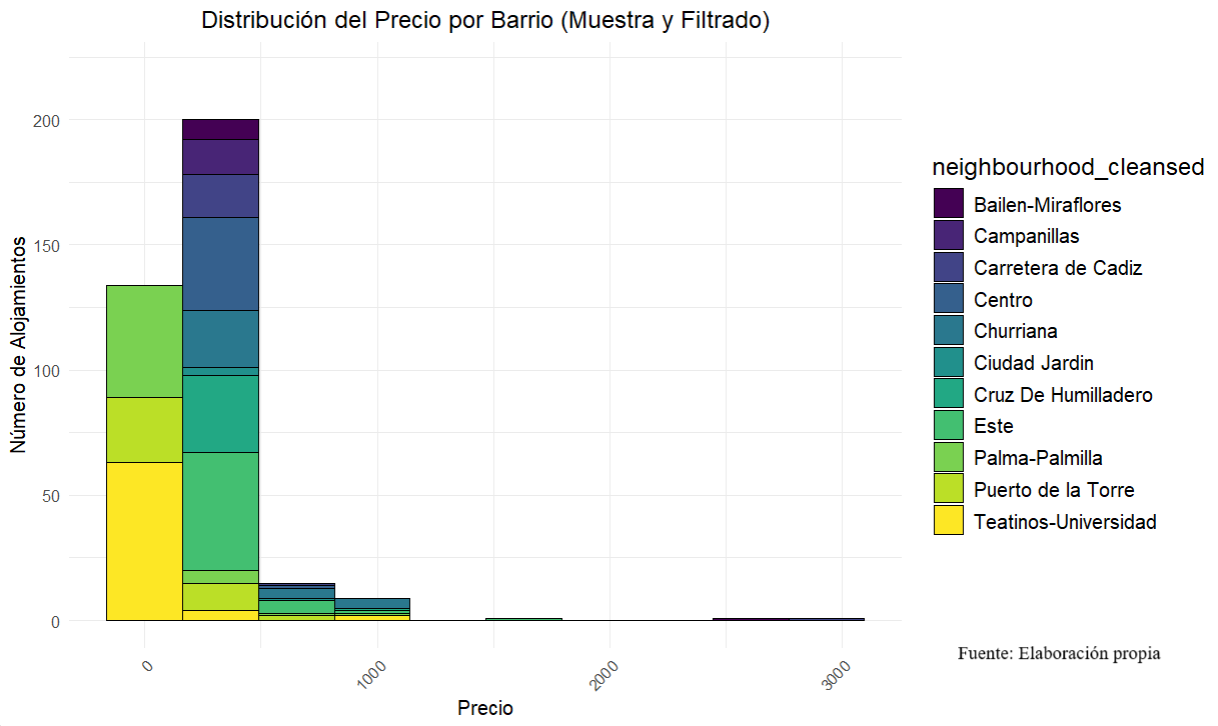 Distribución del Precio por Barrio (Muestra y Filtrado)
Número de Alojamientos
200
150
100
50
0
0
1000
2000
3000
Precio
neighbourhood_cleansed
Bailen-Miraflores
Campanillas
Carretera de Cadiz
Centro
Churriana
Ciudad Jardin
Cruz De Humilladero
Este
Palma-Palmilla
Puerto de la Torre
Teatinos-Universidad
Fuente: Elaboración propia